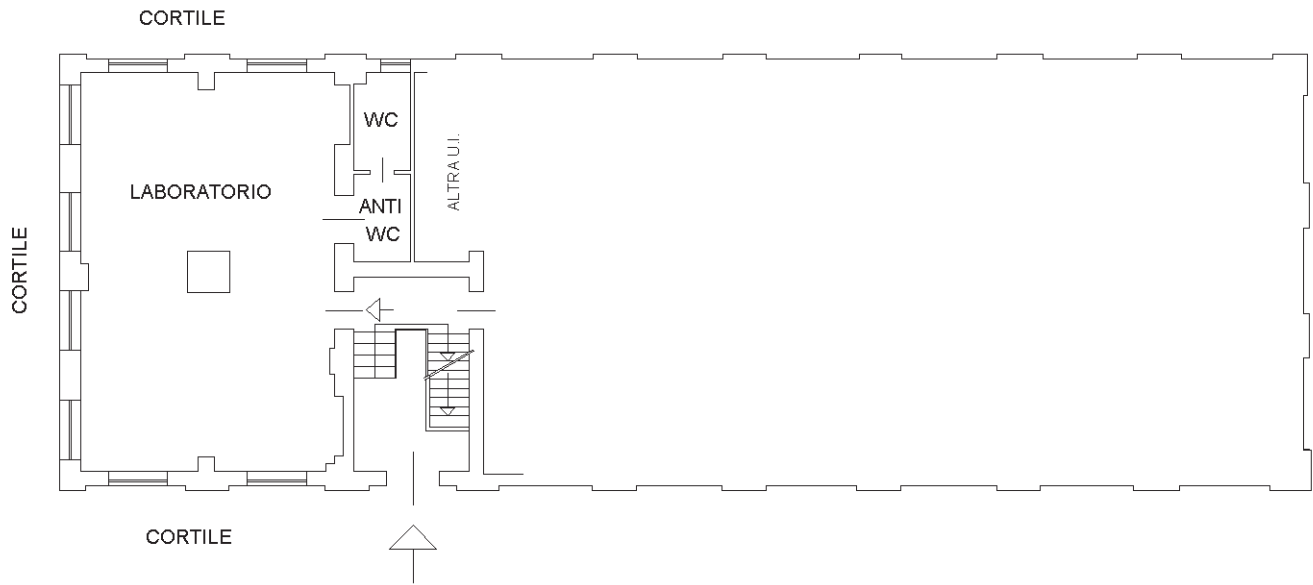 CORTILE
WC
ALTRA U.I.
LABORATORIO
ANTI
WC
CORTILE
CORTILE